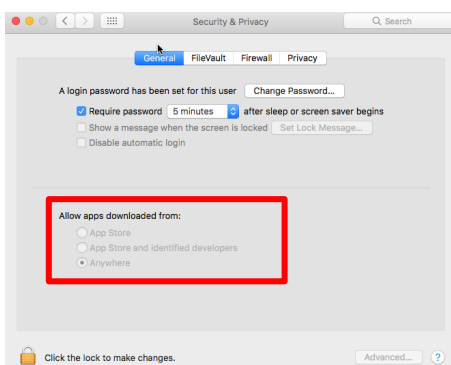 Security & Privacy
Search
General FileVault Firewall Privacy
A login password has been set for this user Change Password...
Require password 5 minutes after sleep or screen saver begins
Show a message when the screen is locked Set Lock Message...
Disable automatic login
Allow apps downloaded from:
App Store
App Store and identified developers
Anywhere
Click the lock to make changes.
Advanced... ?